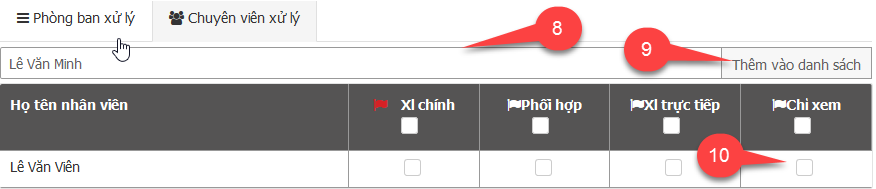 Phòng ban xử lý Chuyên viên xử lý
8
9
Lê Văn Minh Thêm vào danh sách
Họ tên nhân viên Xl chính Phối hợp Xl trực tiếp Chỉ xem
Lê Văn Viên
10